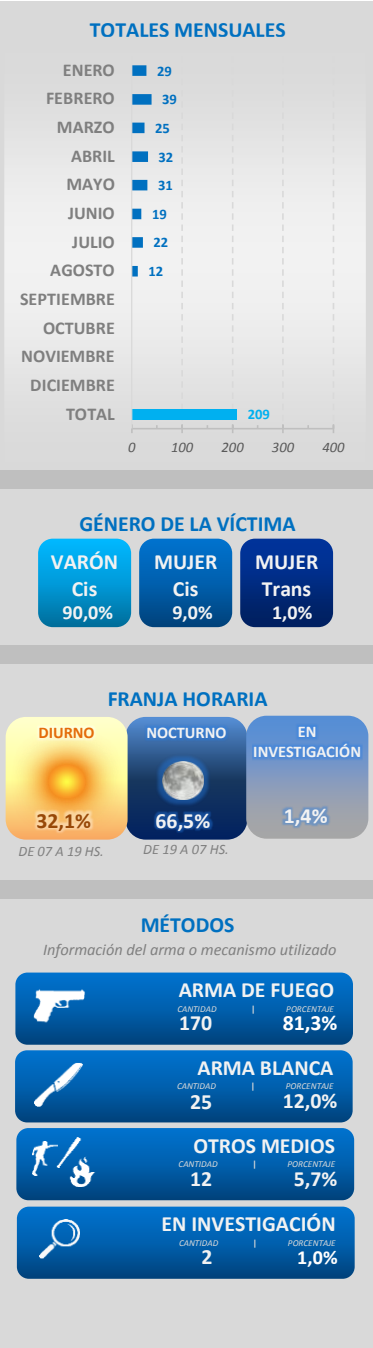 TOTALES MENSUALES
ENERO 29
FEBRERO 39
MARZO 25
ABRIL 32
MAYO 31
JUNIO 19
JULIO 22
AGOSTO 12
SEPTIEMBRE
OCTUBRE
NOVIEMBRE
DICIEMBRE
TOTAL 209
0 100 200 300 400
GÉNERO DE LA VÍCTIMA
VARÓN MUJER MUJER
Cis Cis Trans
90,0% 9,0% 1,0%
FRANJA HORARIA
DIURNO NOCTURNO EN
INVESTIGACIÓN
32,1% 66,5% 1,4%
DE 07 A 19 HS. DE 19 A 07 HS.
MÉTODOS
Información del arma o mecanismo utilizado
ARMA DE FUEGO
CANTIDAD | PORCENTAJE
170 81,3%
ARMA BLANCA
CANTIDAD | PORCENTAJE
25 12,0%
OTROS MEDIOS
CANTIDAD | PORCENTAJE
12 5,7%
EN INVESTIGACIÓN
CANTIDAD | PORCENTAJE
2 1,0%